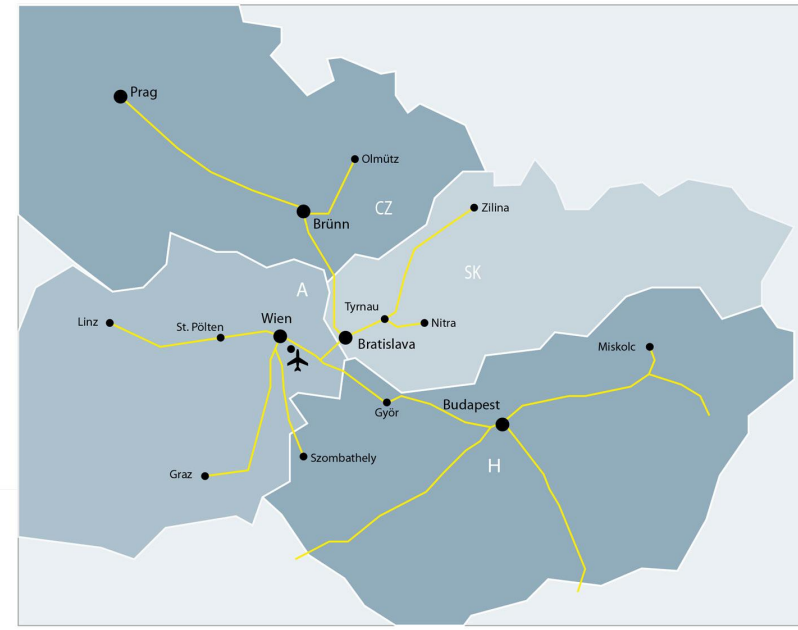 Prag
Olmütz
CZ
Zilina
Brünn
SK
A
Tyrnau
Linz
St. Pölten
Wien
Nitra
Bratislava
Miskolc
Györ
Budapest
Szombathely
H
Graz